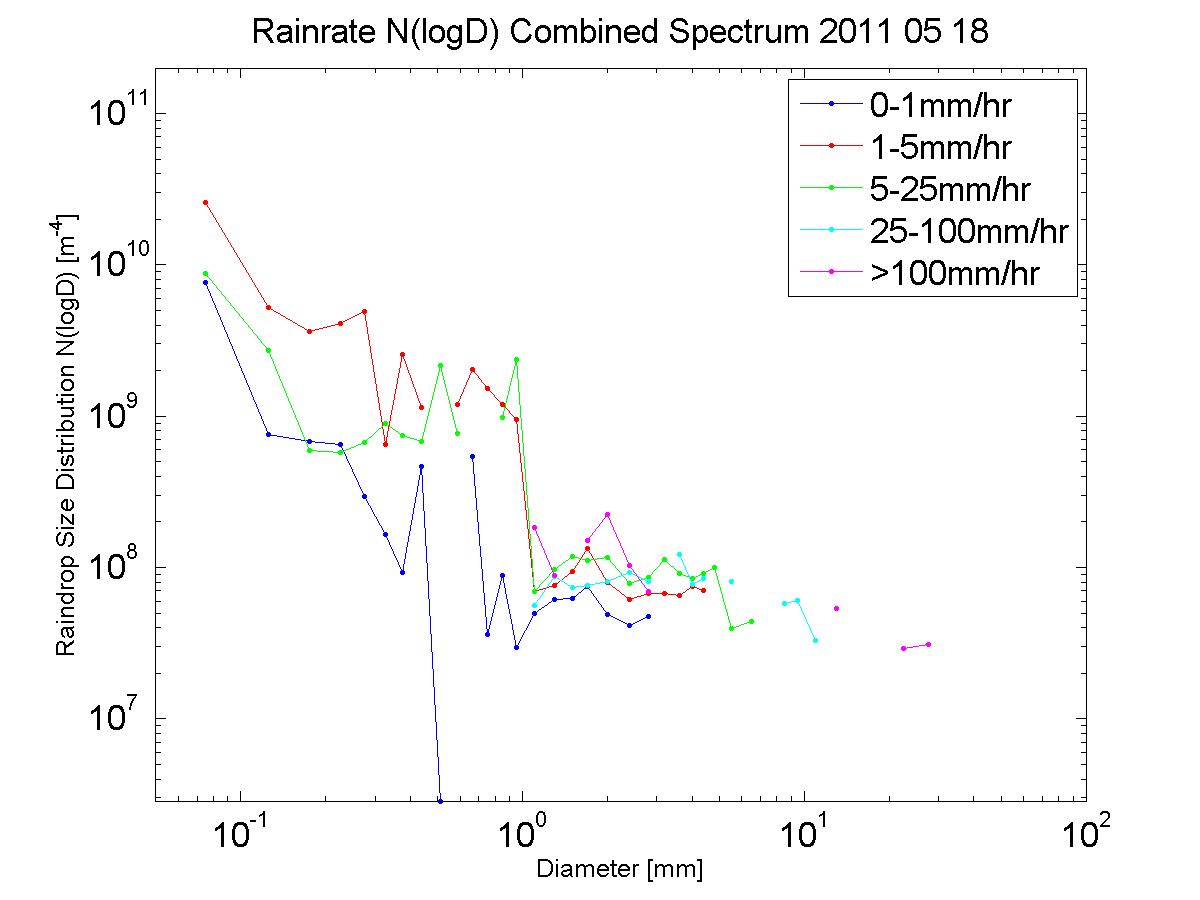 Rainrate N(logD) Combined Spectrum 2011 05 18
0-1mm/hr
1-5mm/hr
5-25mm/hr
25-100mm/hr
>100mm/hr
Raindrop Size Distribution N(logD) [m^-4]
10^11
10^10
10^9
10^8
10^7
10^-1
10^0
10^1
10^2
Diameter [mm]